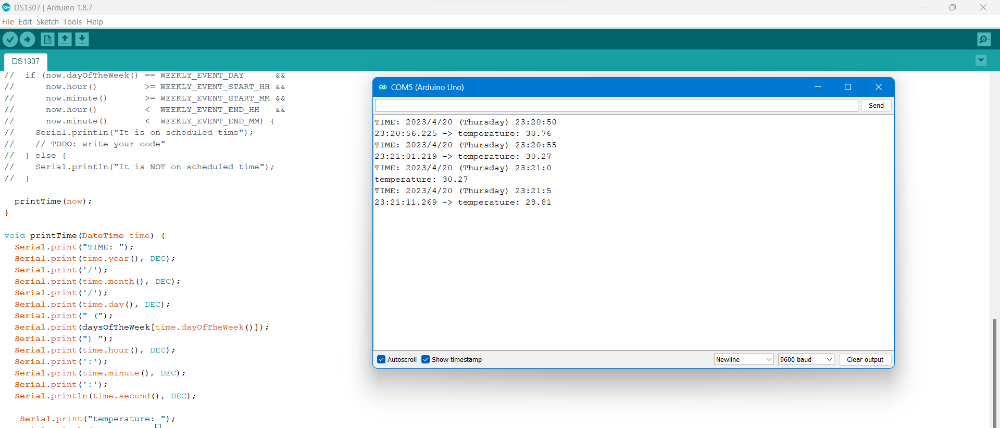 DS1307 | Arduino 1.8.7
File Edit Sketch Tools Help
DS1307
//  if (now.dayOfTheWeek() == WEEKLY_EVENT_DAY      &&
//      now.hour()         >= WEEKLY_EVENT_START_HH &&
//      now.minute()       >= WEEKLY_EVENT_START_MM &&
//      now.hour()         <  WEEKLY_EVENT_END_HH   &&
//      now.minute()       <  WEEKLY_EVENT_END_MM) {
//    Serial.println("It is on scheduled time");
//    // TODO: write your code"
//  } else {
//    Serial.println("It is NOT on scheduled time");
//  }
printTime(now);
}
void printTime(DateTime time) {
Serial.print("TIME: ");
Serial.print(time.year(), DEC);
Serial.print('/');
Serial.print(time.month(), DEC);
Serial.print('/');
Serial.print(time.day(), DEC);
Serial.print(" (");
Serial.print(daysOfTheWeek[time.dayOfTheWeek()]);
Serial.print(") ");
Serial.print(time.hour(), DEC);
Serial.print(':');
Serial.print(time.minute(), DEC);
Serial.print(':');
Serial.println(time.second(), DEC);
Serial.print("temperature: ");
COM5 (Arduino Uno)
Send
TIME: 2023/4/20 (Thursday) 23:20:50
23:20:56.225 -> temperature: 30.76
TIME: 2023/4/20 (Thursday) 23:20:55
23:21:01.219 -> temperature: 30.27
TIME: 2023/4/20 (Thursday) 23:21:0
temperature: 30.27
TIME: 2023/4/20 (Thursday) 23:21:5
23:21:11.269 -> temperature: 28.81
Autoscroll Show timestamp Newline 9600 baud Clear output